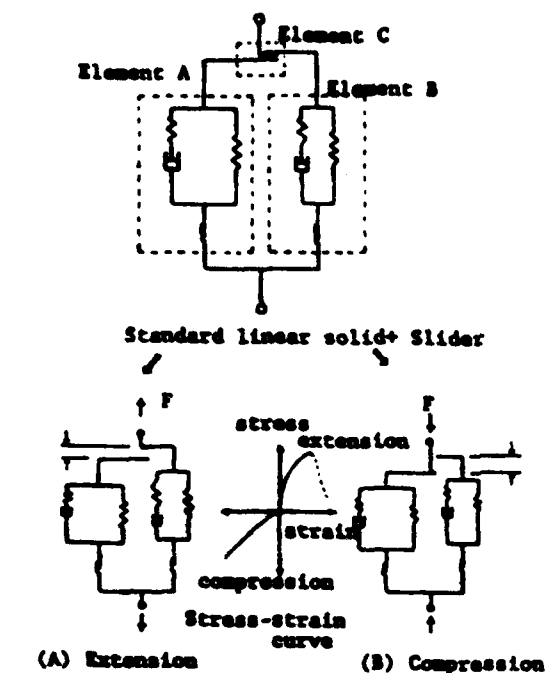 Element C
Element A
Element B
Standard linear solid+ Slider
F
stress
extension
F
strain
compression
Stress-strain
curve
(A) Extension
(B) Compression